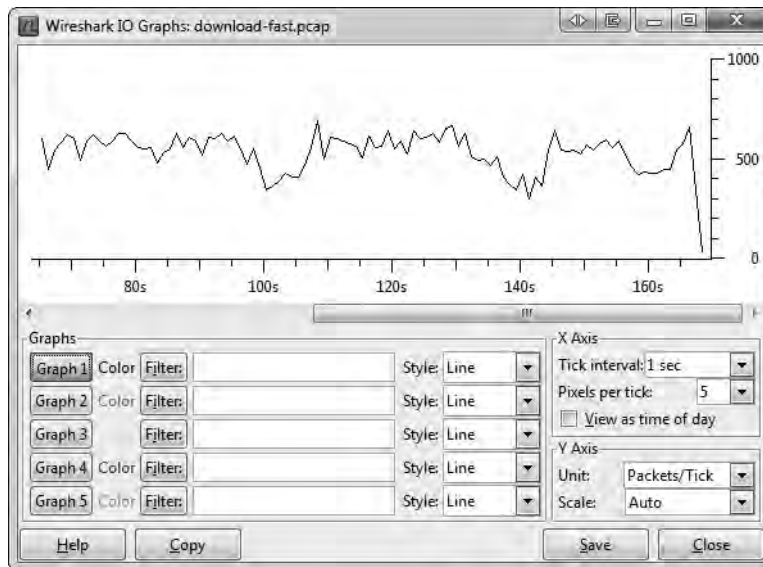 Wireshark IO Graphs: download-fast.pcap
1000
500
0
80s 100s 120s 140s 160s
Graphs
Graph 1 Color Filter: Style: Line
Graph 2 Color Filter: Style: Line
Graph 3 Filter: Style: Line
Graph 4 Color Filter: Style: Line
Graph 5 Color Filter: Style: Line
X Axis
Tick interval: 1 sec
Pixels per tick: 5
View as time of day
Y Axis
Unit: Packets/Tick
Scale: Auto
Help Copy Save Close